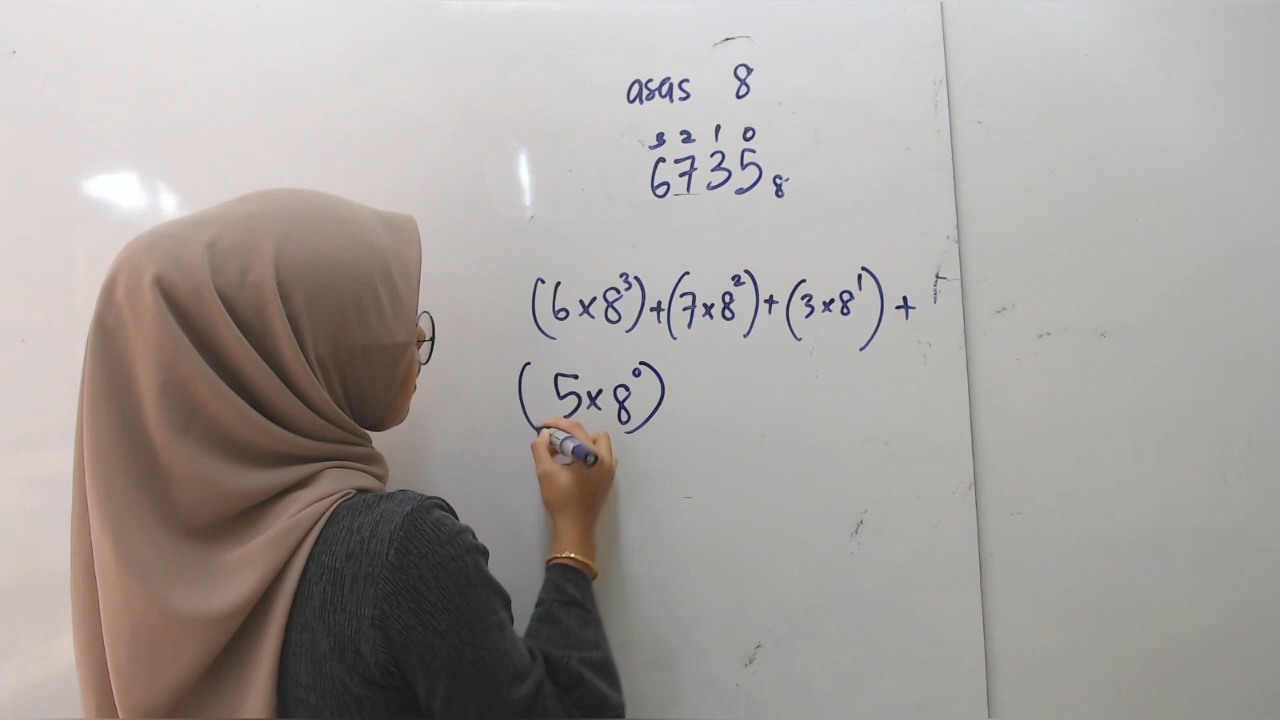 asas 8
3 2 1 0
6735₈
(6×8³)+(7×8²)+(3×8¹)+
(5×8⁰)